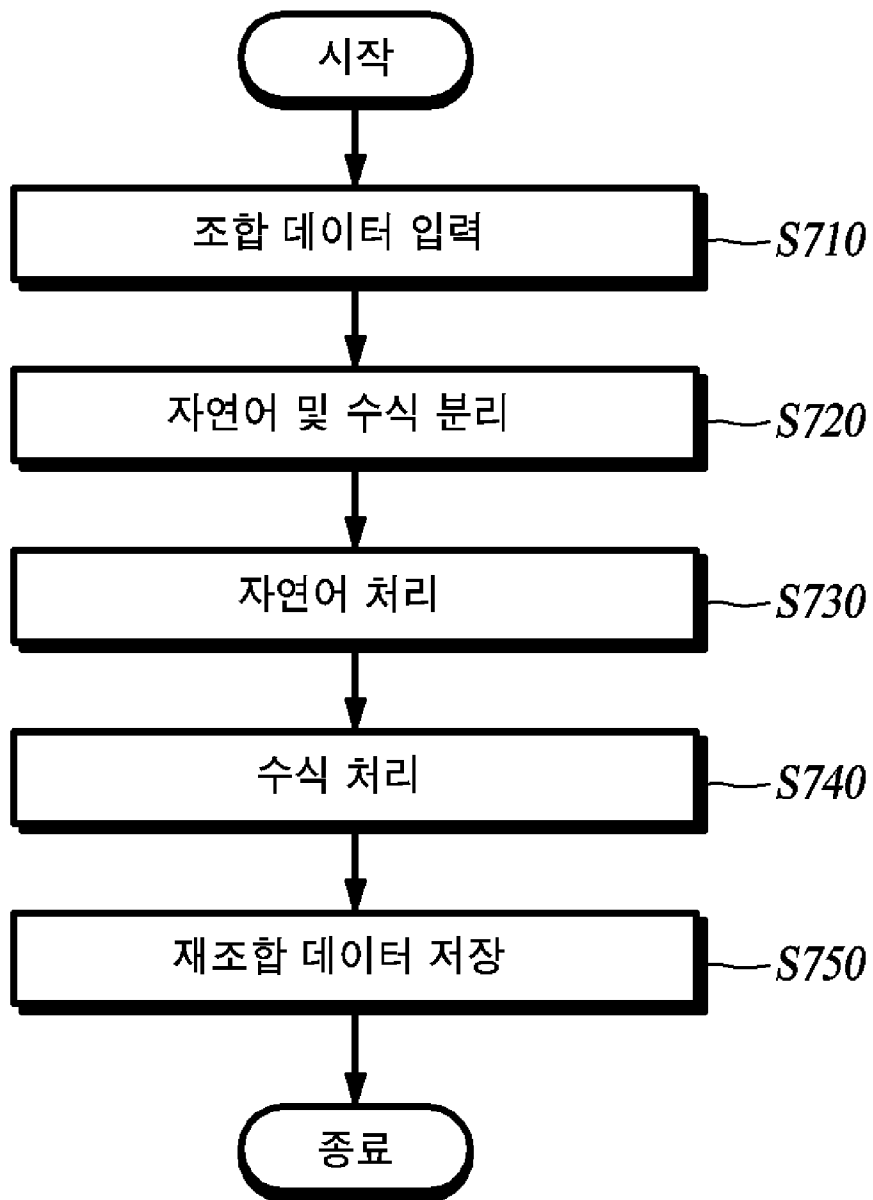 시작
조합 데이터 입력
S710
자연어 및 수식 분리
S720
자연어 처리
S730
수식 처리
S740
재조합 데이터 저장
S750
종료